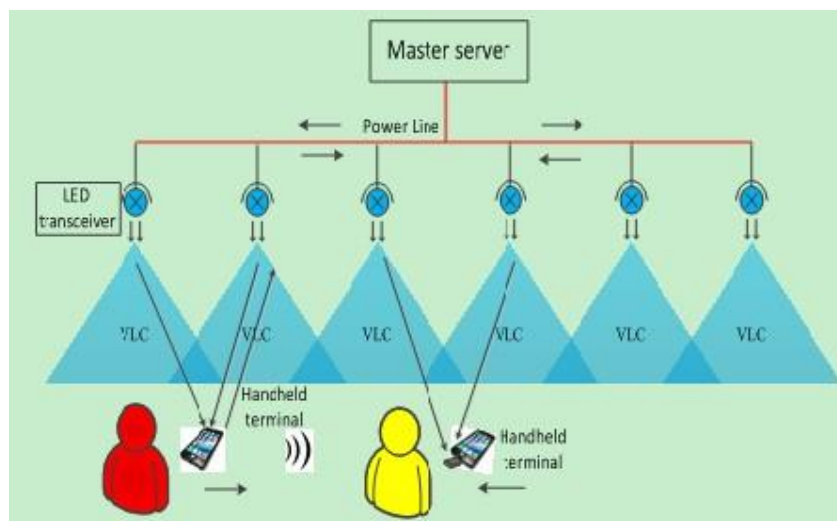 Master server
Power Line
LED
transceiver
VLC
VLC
VLC
VLC
VLC
VLC
Handheld
terminal
Handheld
terminal